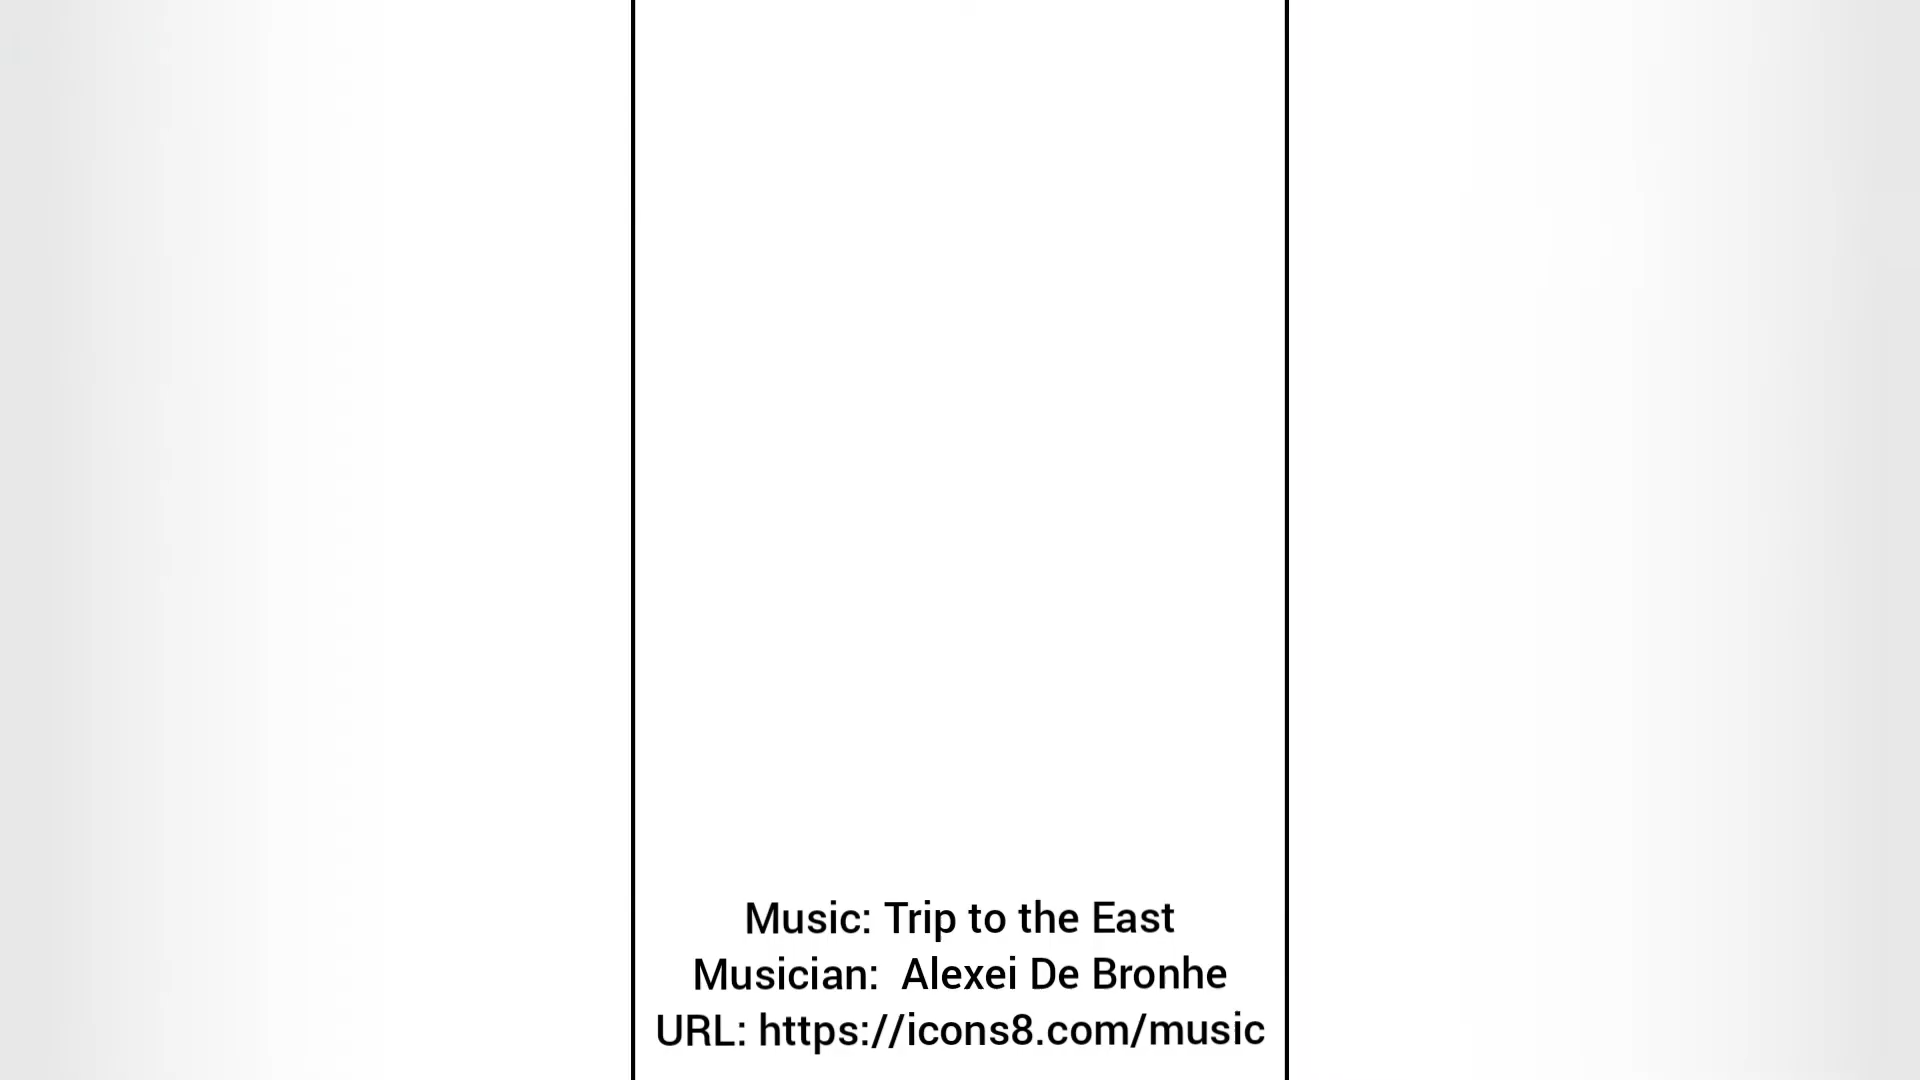 Music: Trip to the East
Musician:  Alexei De Bronhe
URL: https://icons8.com/music